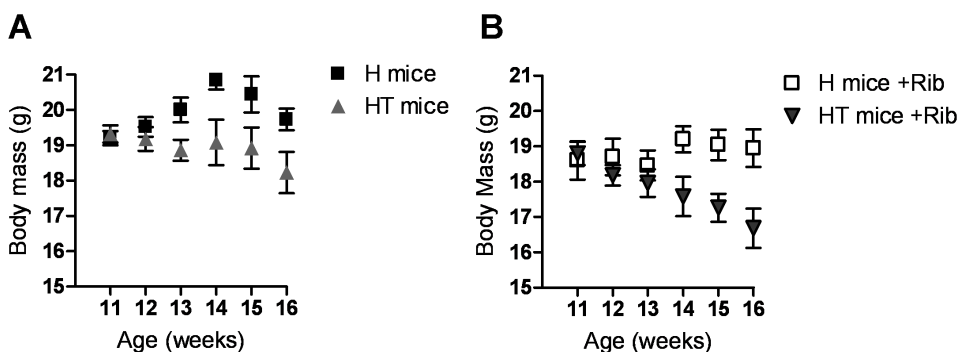 A
Body mass (g)
21
20
19
18
17
16
15
11 12 13 14 15 16
Age (weeks)
H mice
HT mice
B
Body Mass (g)
21
20
19
18
17
16
15
11 12 13 14 15 16
Age (weeks)
H mice +Rib
HT mice +Rib